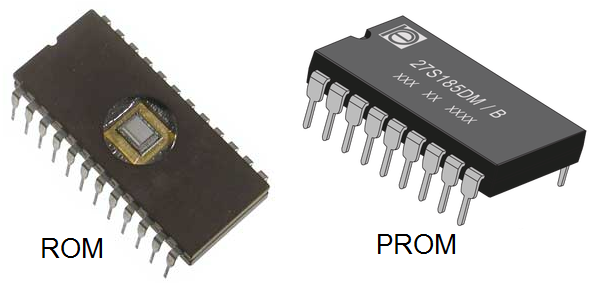 e
27S185DM / B
XXX XX XXXX
ROM
PROM